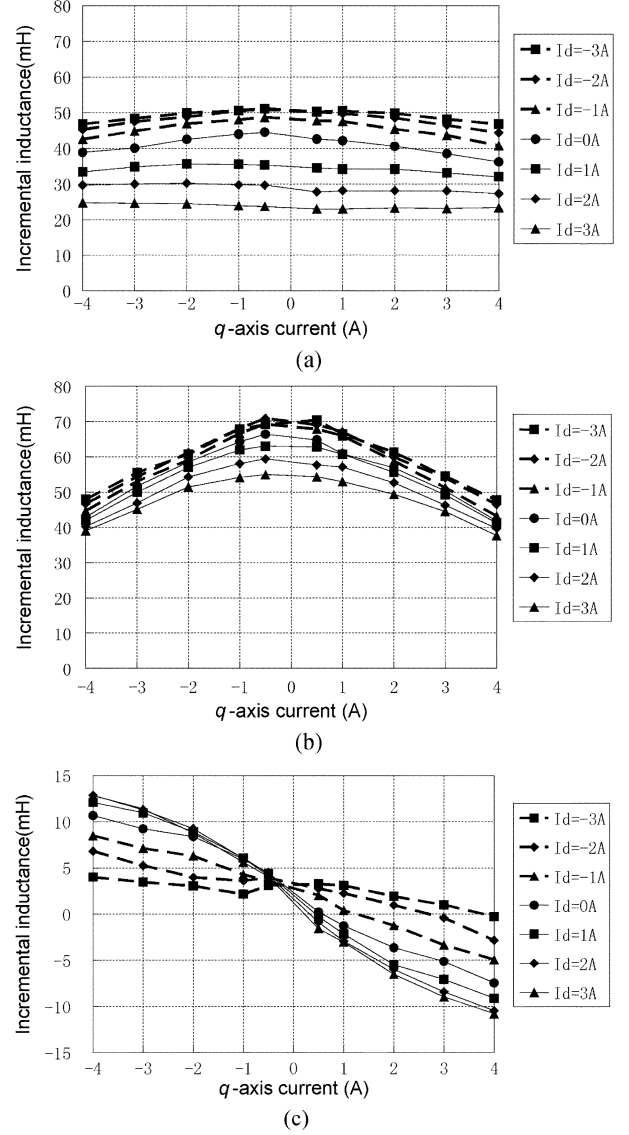 Incremental inductance(mH)
80
70
60
50
40
30
20
10
0
-4 -3 -2 -1 0 1 2 3 4
q-axis current (A)
Id=-3A
Id=-2A
Id=-1A
Id=0A
Id=1A
Id=2A
Id=3A
(a)
Incremental inductance(mH)
80
70
60
50
40
30
20
10
0
-4 -3 -2 -1 0 1 2 3 4
q-axis current (A)
Id=-3A
Id=-2A
Id=-1A
Id=0A
Id=1A
Id=2A
Id=3A
(b)
Incremental inductance(mH)
15
10
5
0
-5
-10
-15
-4 -3 -2 -1 0 1 2 3 4
q-axis current (A)
Id=-3A
Id=-2A
Id=-1A
Id=0A
Id=1A
Id=2A
Id=3A
(c)